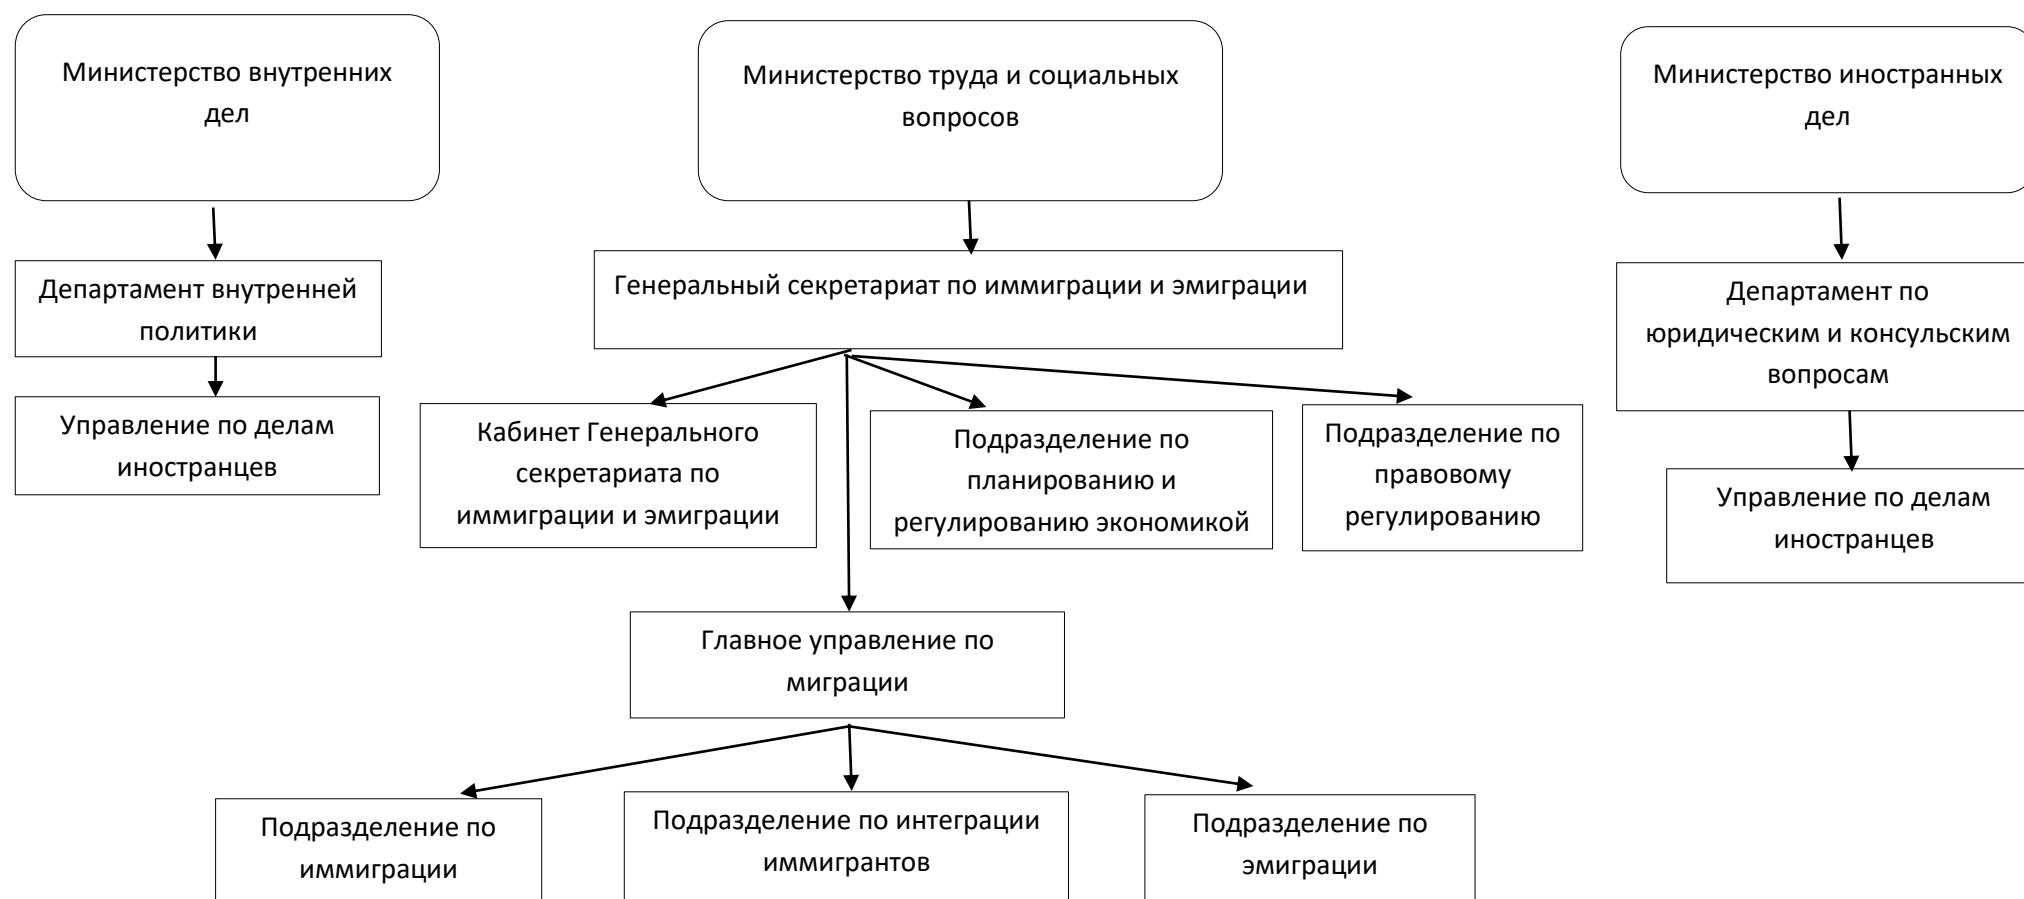 Министерство внутренних
дел
Министерство труда и социальных
вопросов
Министерство иностранных
дел
Департамент внутренней
политики
Генеральный секретариат по иммиграции и эмиграции
Департамент по
юридическим и консульским
вопросам
Управление по делам
иностранцев
Кабинет Генерального
секретариата по
иммиграции и эмиграции
Подразделение по
планированию и
регулированию экономикой
Подразделение по
правовому
регулированию
Управление по делам
иностранцев
Главное управление по
миграции
Подразделение по
иммиграции
Подразделение по интеграции
иммигрантов
Подразделение по
эмиграции